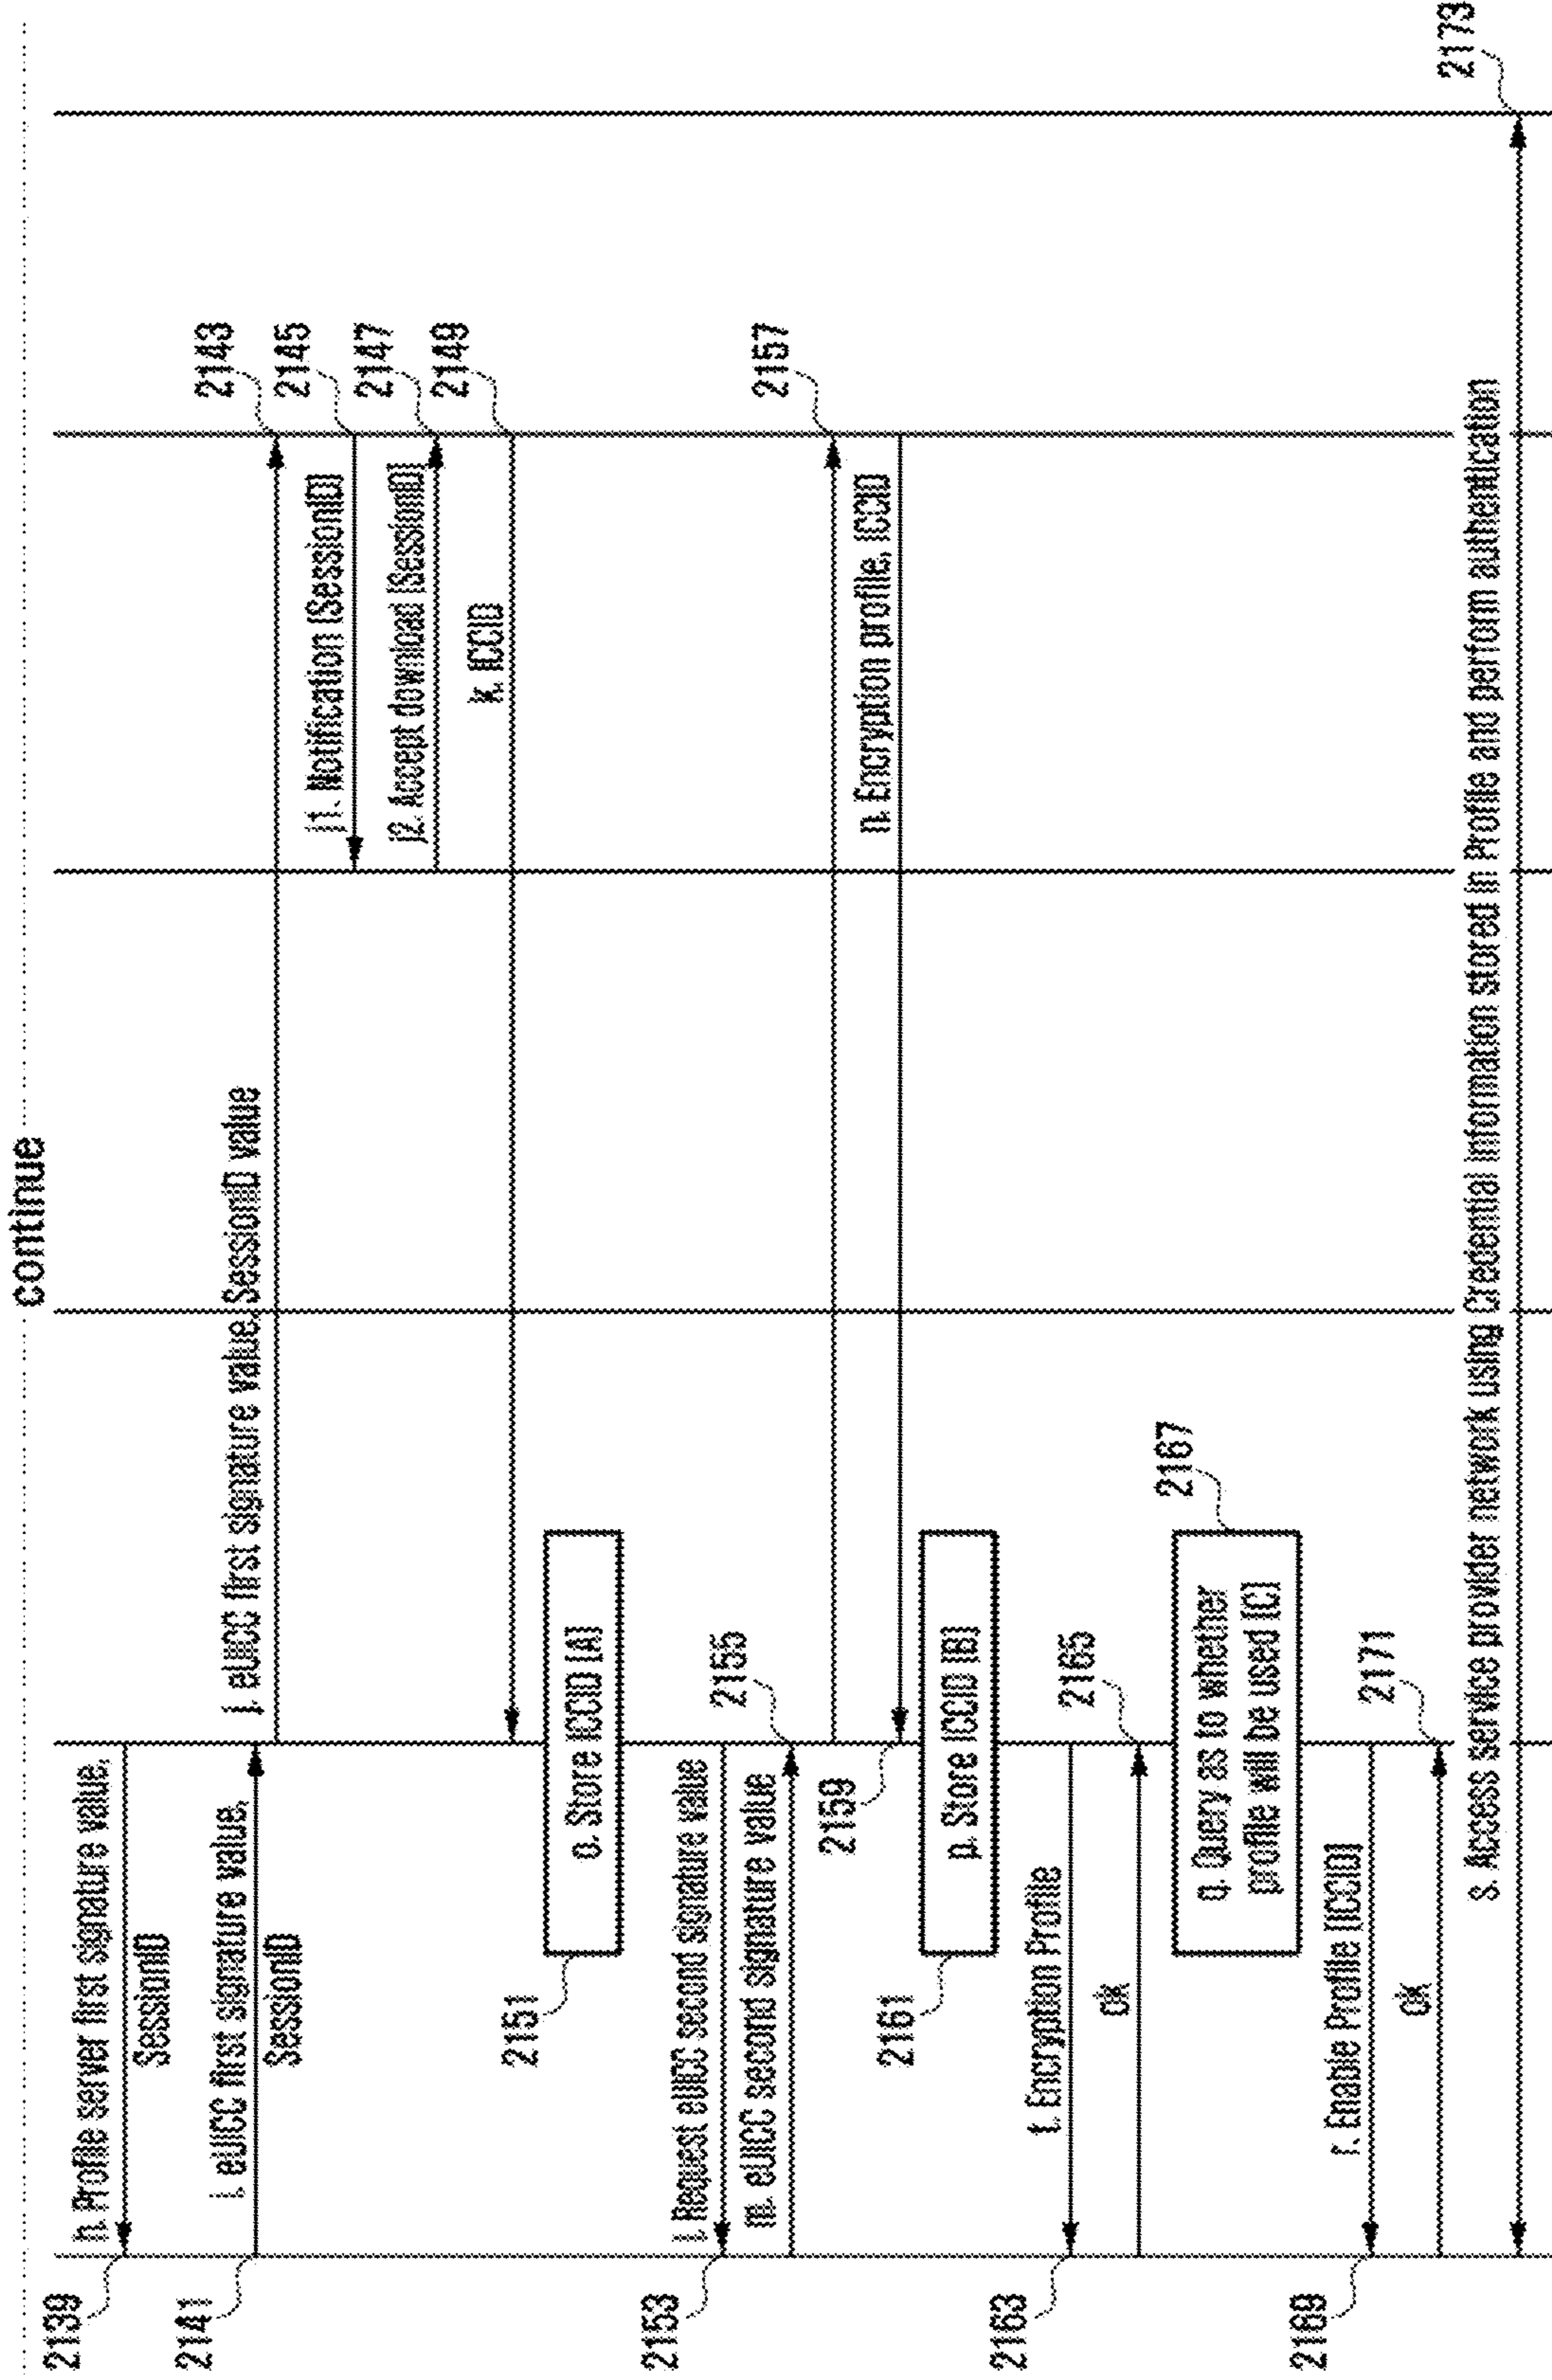 continue
2139
h. Profile server first signature value,
SessionID
2141
i. eUICC first signature value,
SessionID
j. eUICC first signature value, SessionID value
2143
j1. Notification [SessionID]
2145
j2. Accept download [SessionID]
2147
k. ICCID
2149
2151
o. Store ICCID [A]
2153
l. Request eUICC second signature value
m. eUICC second signature value
2155
2157
2159
n. Encryption profile, ICCID
2161
p. Store ICCID [B]
2163
t. Encryption Profile
ok
2165
q. Query as to whether
profile will be used [C]
2167
2169
r. Enable Profile [ICCID]
ok
2171
s. Access service provider network using Credential Information stored in Profile and perform authentication
2173